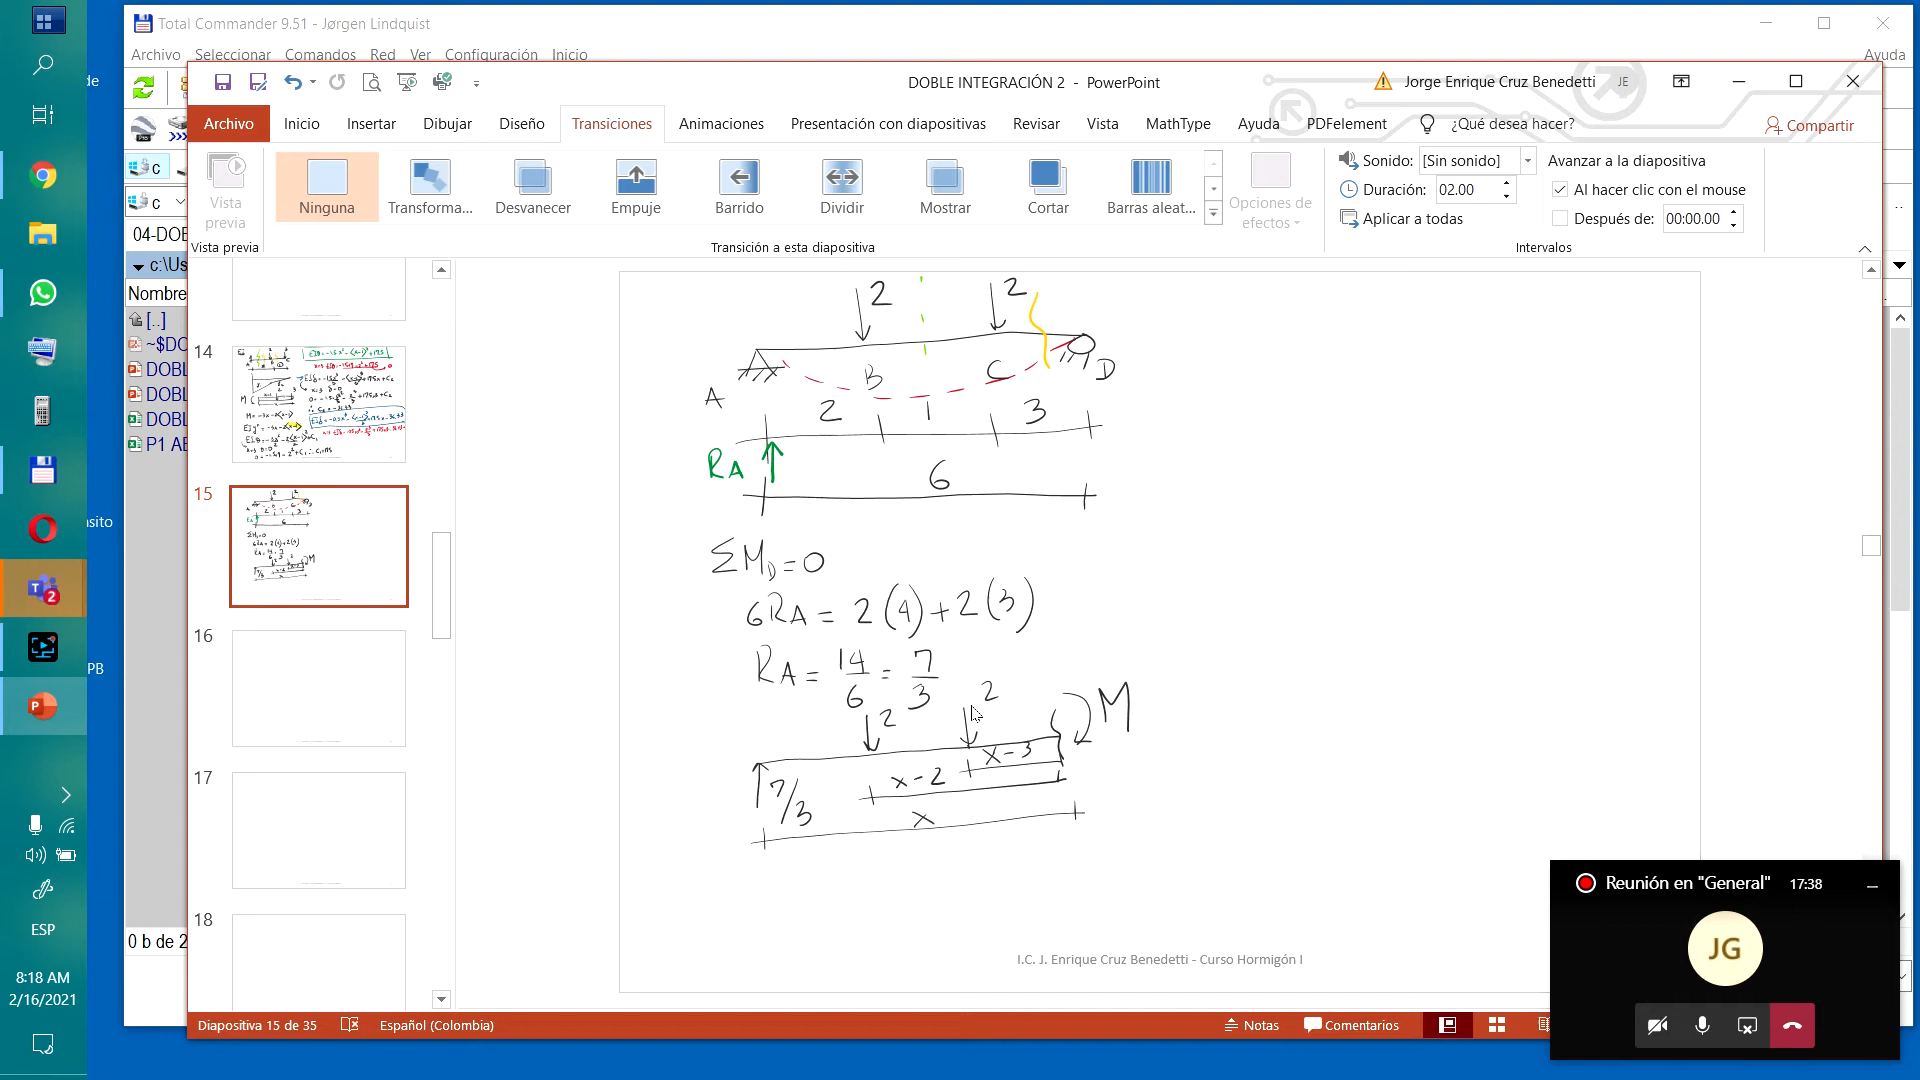 Total Commander 9.51 - Jørgen Lindquist
Archivo Seleccionar Comandos Red Ver Configuración Inicio Ayuda
DOBLE INTEGRACIÓN 2 - PowerPoint
Jorge Enrique Cruz Benedetti JE
Archivo Inicio Insertar Dibujar Diseño Transiciones Animaciones Presentación con diapositivas Revisar Vista MathType Ayuda PDFelement ¿Qué desea hacer? Compartir
Vista previa
Ninguna Transforma... Desvanecer Empuje Barrido Dividir Mostrar Cortar Barras aleat...
Opciones de efectos
Sonido: [Sin sonido]
Duración: 02.00
Aplicar a todas
Avanzar a la diapositiva
Al hacer clic con el mouse
Después de: 00:00.00
Vista previa Transición a esta diapositiva Intervalos
de
c
c
04-DOE
c:\Us
Nombre
[..]
~$DO
DOBL
DOBL
DOBL
P1 AE
0 b de 2
ásito
PB
14
15
16
17
18
2 2
A B C D
2 1 3
RA
6
ΣMD=0
6RA = 2(4)+2(3)
RA = 14/6 = 7/3
2 2 M
7/3 x-2 x-3
x
I.C. J. Enrique Cruz Benedetti - Curso Hormigón I
Reunión en "General" 17:38
JG
ESP
8:18 AM
2/16/2021
Diapositiva 15 de 35 Español (Colombia) Notas Comentarios